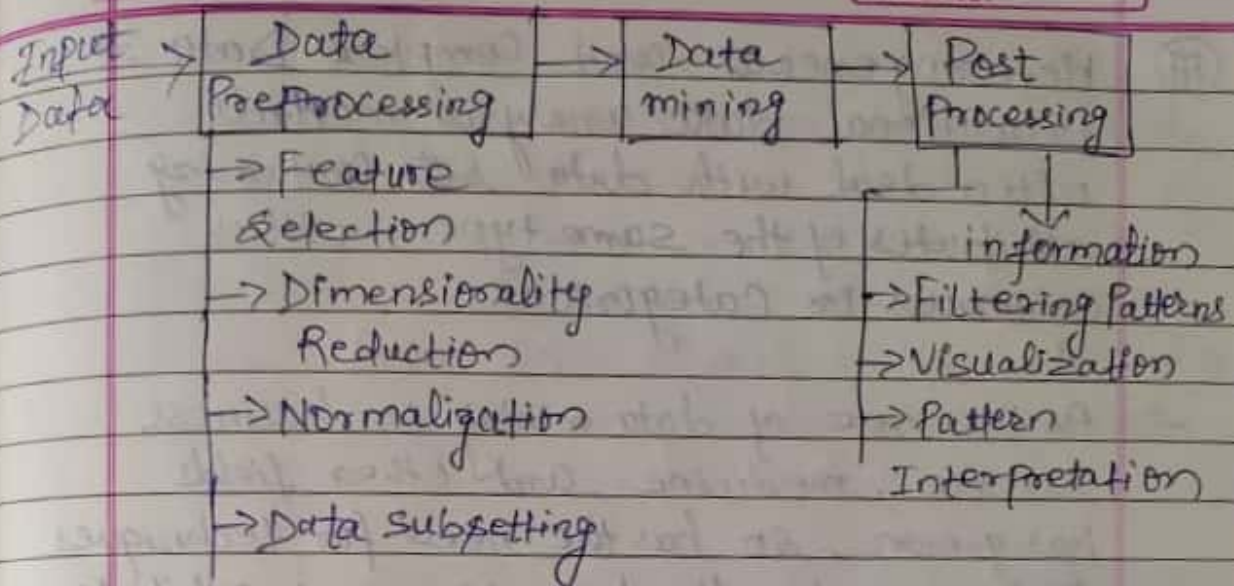 Input
Data
Data
Preprocessing
Data
mining
Post
Processing
Feature
Selection
Dimensionality
Reduction
Normalization
Data subsetting
information
Filtering Patterns
Visualization
Pattern
Interpretation